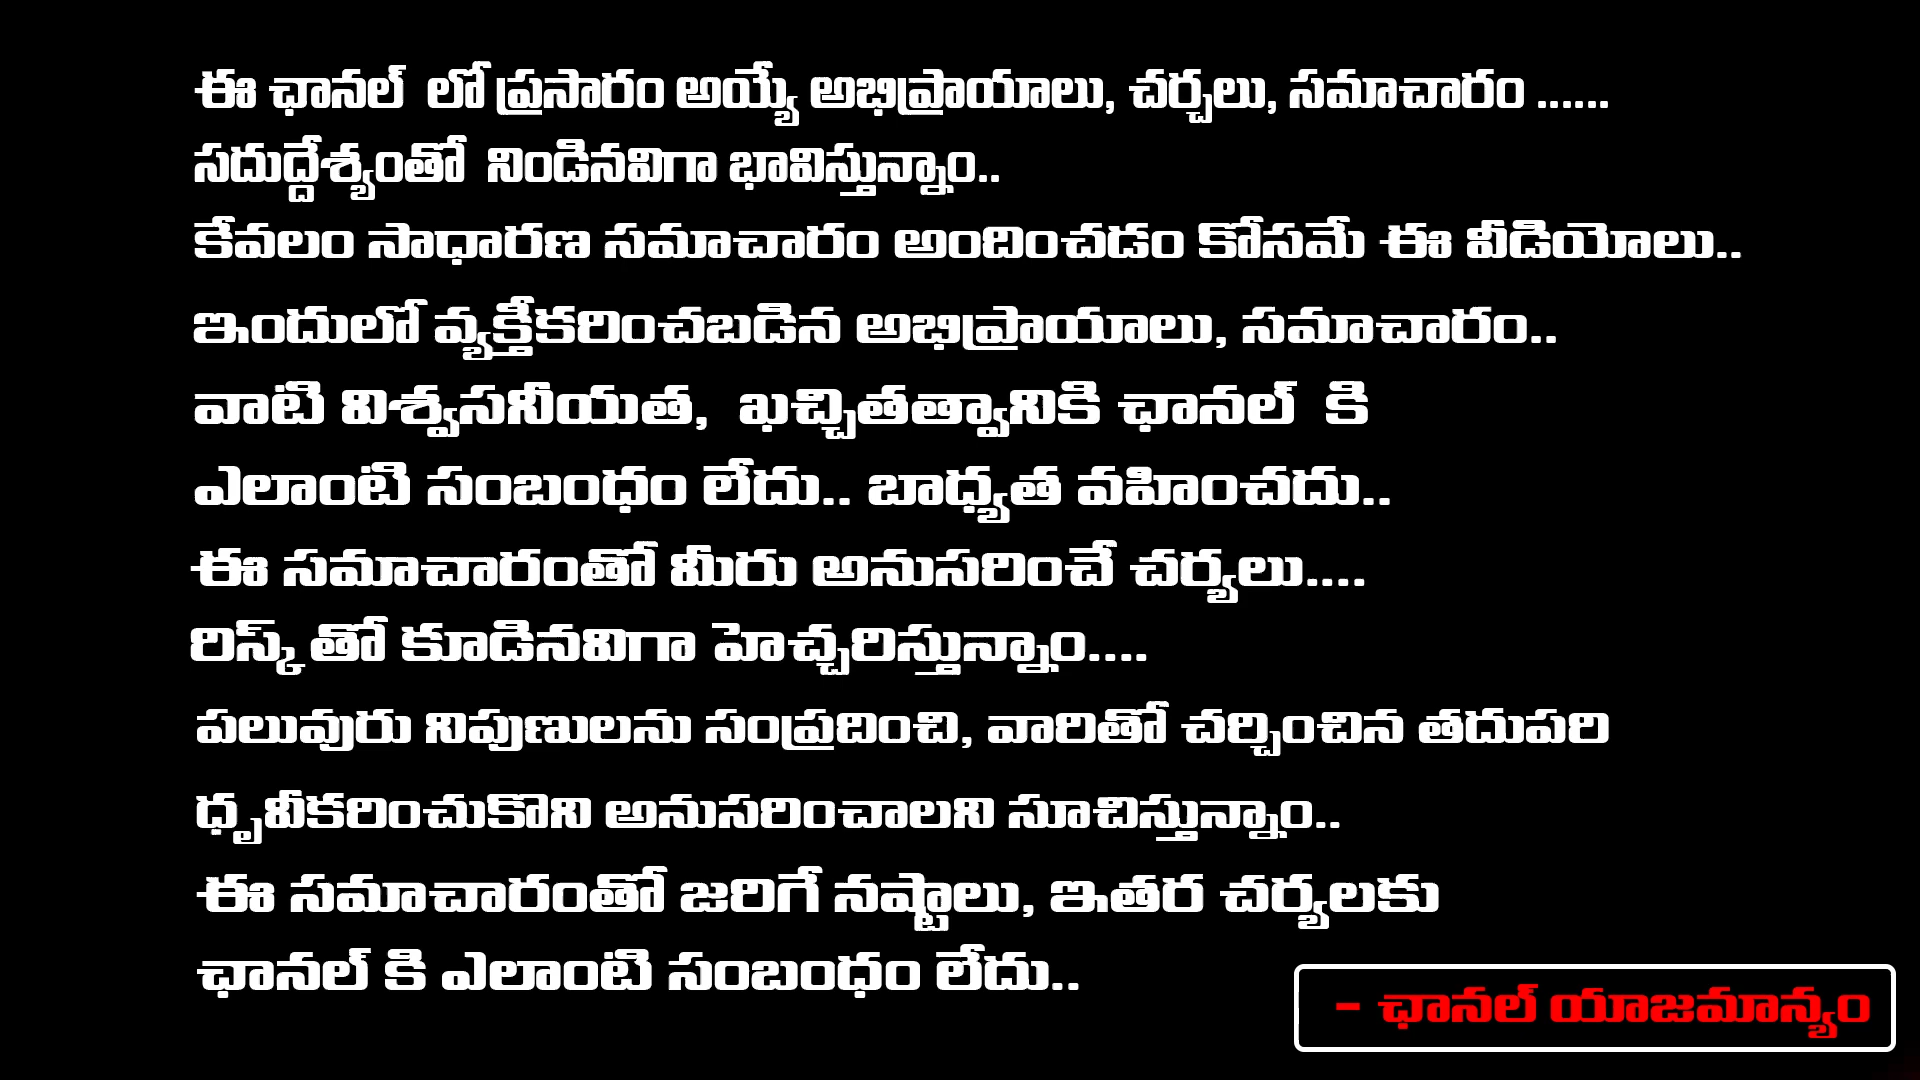 ఈ ఛానల్ లో ప్రసారం అయ్యే అభిప్రాయాలు, చర్చలు, సమాచారం ......
సదుద్దేశ్యంతో నిండినవిగా భావిస్తున్నాం..
కేవలం సాధారణ సమాచారం అందించడం కోసమే ఈ వీడియోలు..
ఇందులో వ్యక్తీకరించబడిన అభిప్రాయాలు, సమాచారం..
వాటి విశ్వసనీయత, ఖచ్చితత్వానికి ఛానల్ కి
ఎలాంటి సంబంధం లేదు.. బాధ్యత వహించదు..
ఈ సమాచారంతో మీరు అనుసరించే చర్యలు....
రిస్క్ తో కూడినవిగా హెచ్చరిస్తున్నాం....
పలువురు నిపుణులను సంప్రదించి, వారితో చర్చించిన తదుపరి
ధృవీకరించుకొని అనుసరించాలని సూచిస్తున్నాం..
ఈ సమాచారంతో జరిగే నష్టాలు, ఇతర చర్యలకు
ఛానల్ కి ఎలాంటి సంబంధం లేదు..
- ఛానల్ యాజమాన్యం